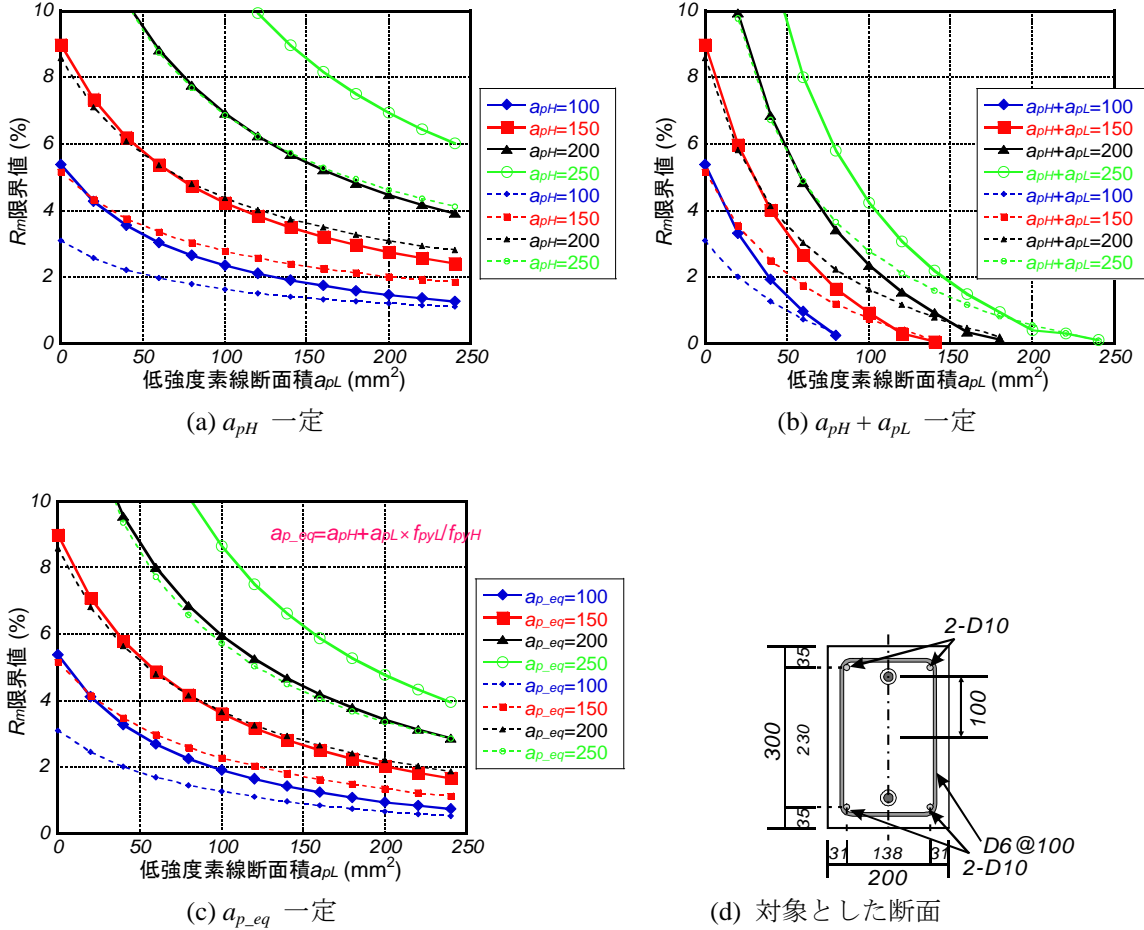 10
8
6
4
2
0
0 50 100 150 200 250
Rm限界値 (%)
低強度素線断面積apL (mm²)
apH=100
apH=150
apH=200
apH=250
apH=100
apH=150
apH=200
apH=250
(a) apH 一定
10
8
6
4
2
0
0 50 100 150 200 250
Rm限界値 (%)
低強度素線断面積apL (mm²)
apH+apL=100
apH+apL=150
apH+apL=200
apH+apL=250
apH+apL=100
apH+apL=150
apH+apL=200
apH+apL=250
(b) apH + apL 一定
10
8
6
4
2
0
0 50 100 150 200 250
Rm限界値 (%)
低強度素線断面積apL (mm²)
ap_eq=apH+apL×fpyL/fpyH
ap_eq=100
ap_eq=150
ap_eq=200
ap_eq=250
ap_eq=100
ap_eq=150
ap_eq=200
ap_eq=250
(c) ap_eq 一定
2-D10
35
300
230
100
35
D6@100
31 138 31
2-D10
200
(d) 対象とした断面